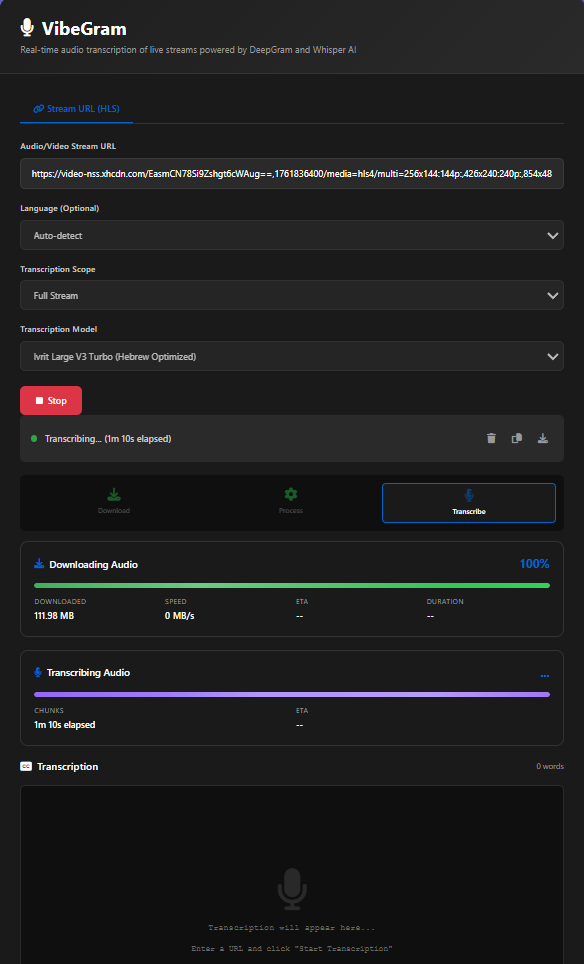 VibeGram
Real-time audio transcription of live streams powered by DeepGram and Whisper AI
Stream URL (HLS)
Audio/Video Stream URL
https://video-nss.xhcdn.com/EasmCN78Si9Zshgt6cWAug==,1761836400/media=hls4/multi=256x144:144p:,426x240:240p:,854x48
Language (Optional)
Auto-detect
Transcription Scope
Full Stream
Transcription Model
Ivrit Large V3 Turbo (Hebrew Optimized)
Stop
Transcribing... (1m 10s elapsed)
Download Process Transcribe
Downloading Audio 100%
DOWNLOADED SPEED ETA DURATION
111.98 MB 0 MB/s -- --
Transcribing Audio ...
CHUNKS ETA
1m 10s elapsed --
CC Transcription 0 words
Transcription will appear here...
Enter a URL and click "Start Transcription"